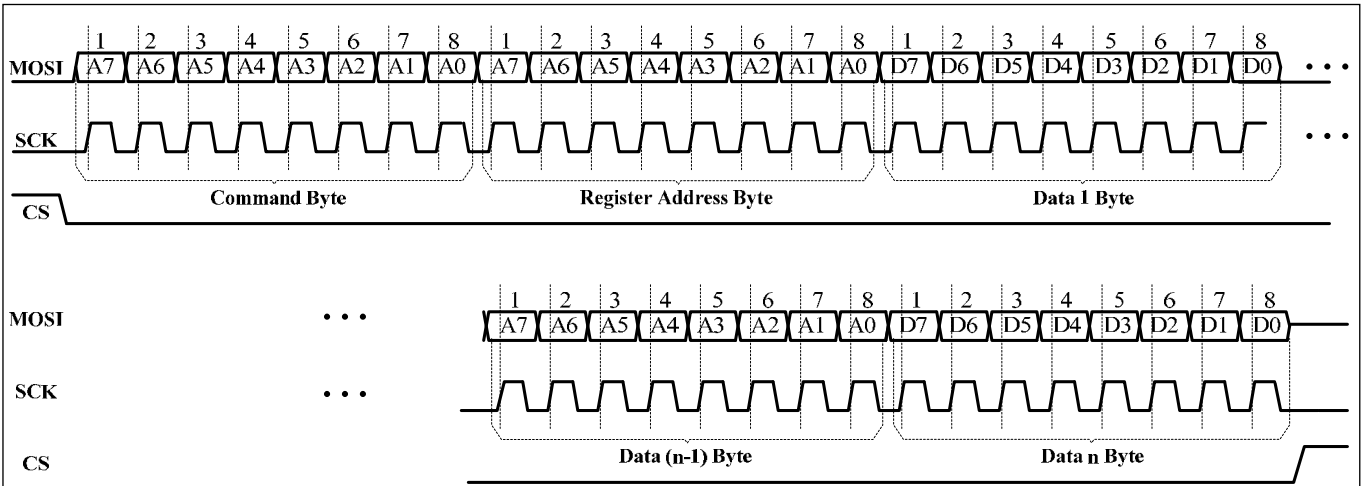 1 2 3 4 5 6 7 8 1 2 3 4 5 6 7 8 1 2 3 4 5 6 7 8
MOSI A7 A6 A5 A4 A3 A2 A1 A0 A7 A6 A5 A4 A3 A2 A1 A0 D7 D6 D5 D4 D3 D2 D1 D0 • • •
SCK • • •
Command Byte Register Address Byte Data 1 Byte
CS
1 2 3 4 5 6 7 8 1 2 3 4 5 6 7 8
MOSI • • • A7 A6 A5 A4 A3 A2 A1 A0 D7 D6 D5 D4 D3 D2 D1 D0
SCK • • •
Data (n-1) Byte Data n Byte
CS